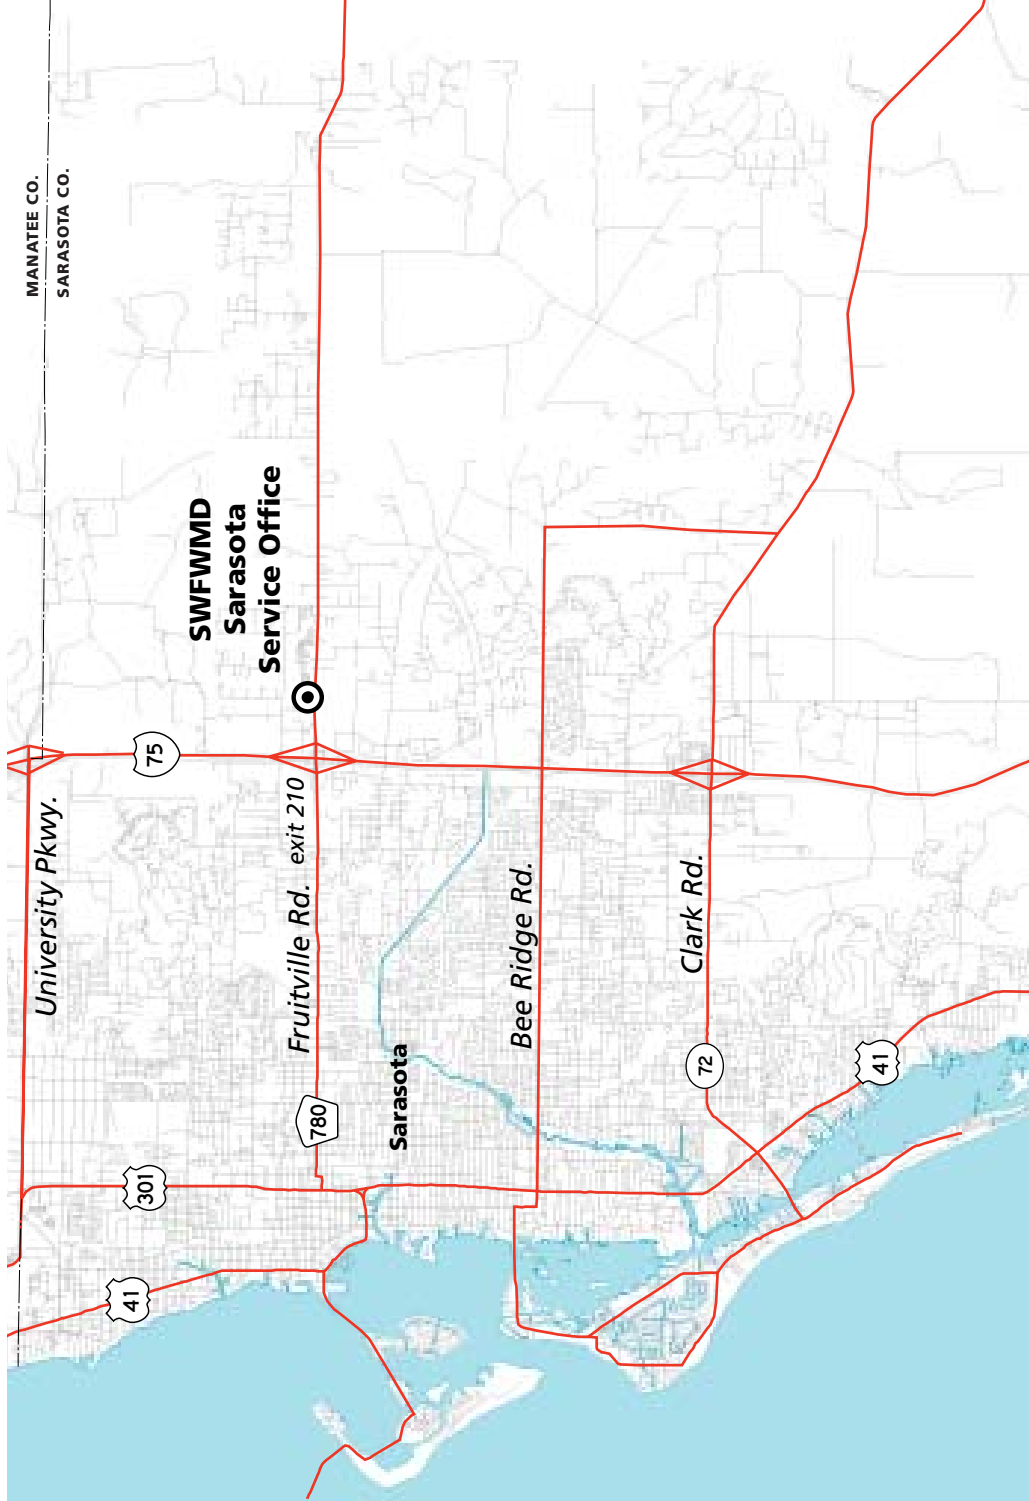 MANATEE CO.
SARASOTA CO.
SWFWMD
Sarasota
Service Office
75
University Pkwy.
Fruitville Rd. exit 210
Bee Ridge Rd.
Clark Rd.
780
Sarasota
72
41
301
41